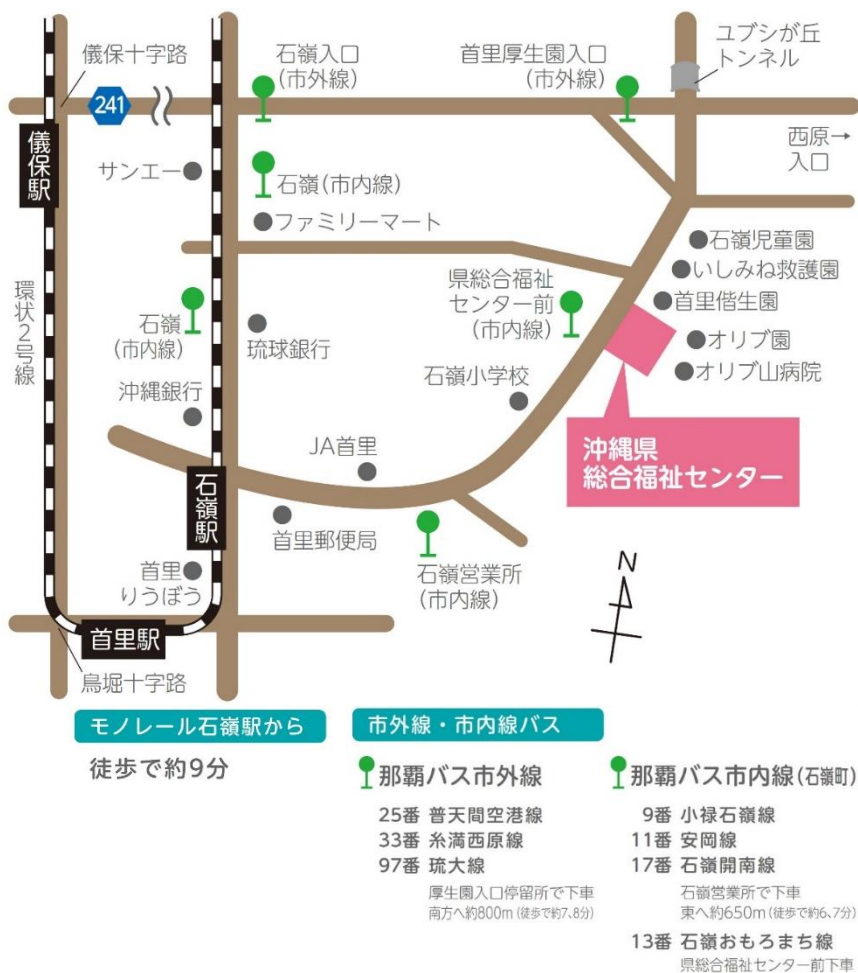 儀保十字路
石嶺入口
(市外線)
首里厚生園入口
(市外線)
ユブシが丘
トンネル
241
儀保駅
西原→
入口
サンエー
石嶺(市内線)
ファミリーマート
石嶺児童園
いしみね救護園
首里偕生園
環状2号線
石嶺
(市内線)
琉球銀行
県総合福祉
センター前
(市内線)
オリブ園
オリブ山病院
沖縄銀行
石嶺小学校
沖縄県
総合福祉センター
JA首里
石嶺駅
首里郵便局
石嶺営業所
(市内線)
N
首里
りうぼう
首里駅
鳥堀十字路
モノレール石嶺駅から
徒歩で約9分
市外線・市内線バス
那覇バス市外線
25番 普天間空港線
33番 糸満西原線
97番 琉大線
厚生園入口停留所で下車
南方へ約800m(徒歩で約7、8分)
那覇バス市内線(石嶺町)
9番 小禄石嶺線
11番 安岡線
17番 石嶺開南線
石嶺営業所で下車
東へ約650m(徒歩で約6、7分)
13番 石嶺おもろまち線
県総合福祉センター前下車